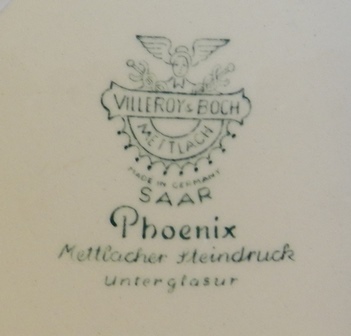 VILLEROY & BOCH
METTLACH
MADE IN GERMANY
SAAR
Phoenix
Mettlacher Steindruck
Unterglasur